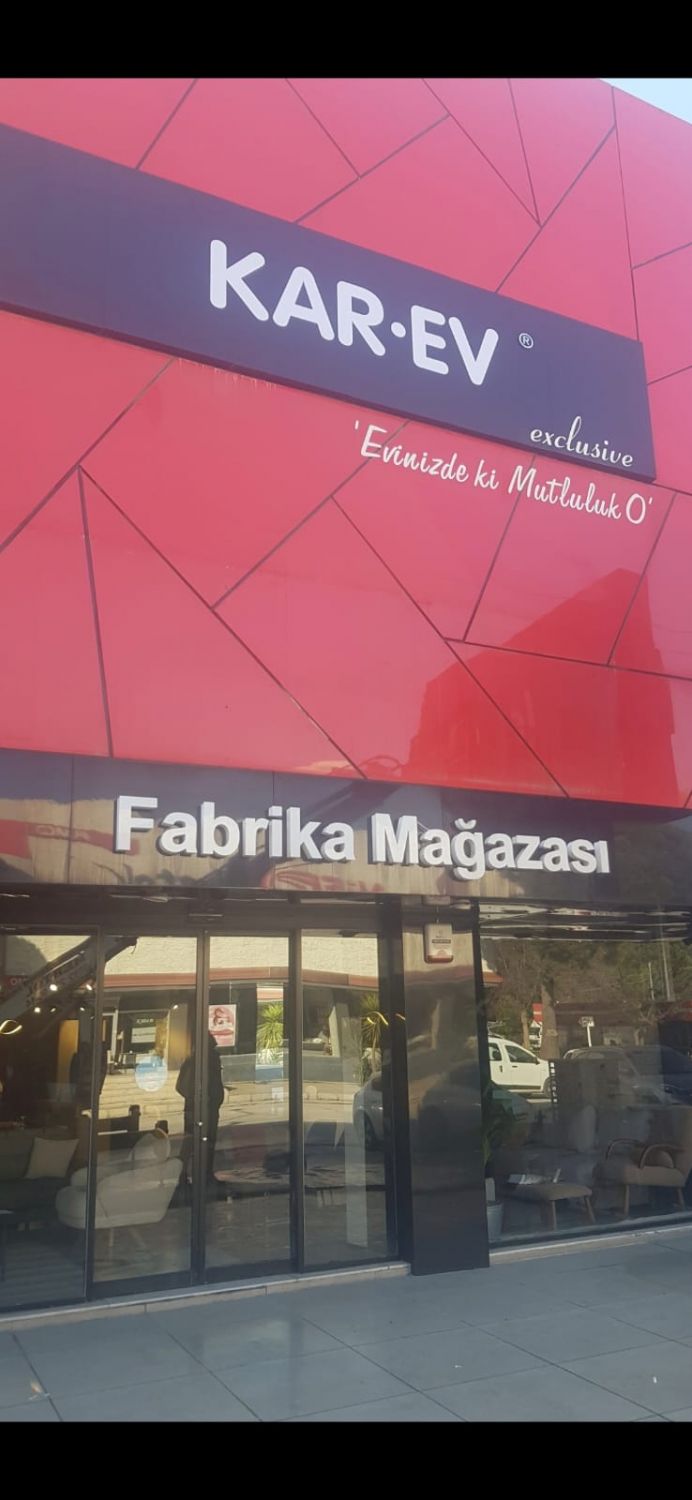 KAR·EV ®
exclusive
'Evinizde ki Mutluluk O'
Fabrika Mağazası